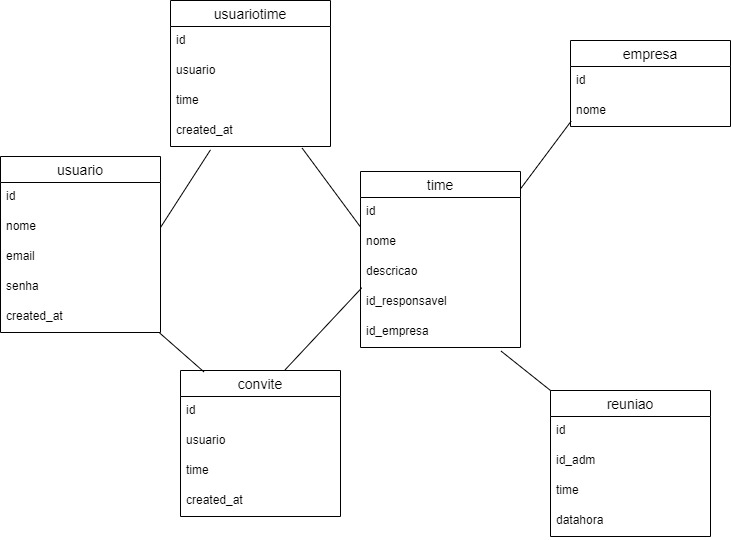 usuariotime
id
usuario
time
created_at
empresa
id
nome
usuario
id
nome
email
senha
created_at
time
id
nome
descricao
id_responsavel
id_empresa
convite
id
usuario
time
created_at
reuniao
id
id_adm
time
datahora